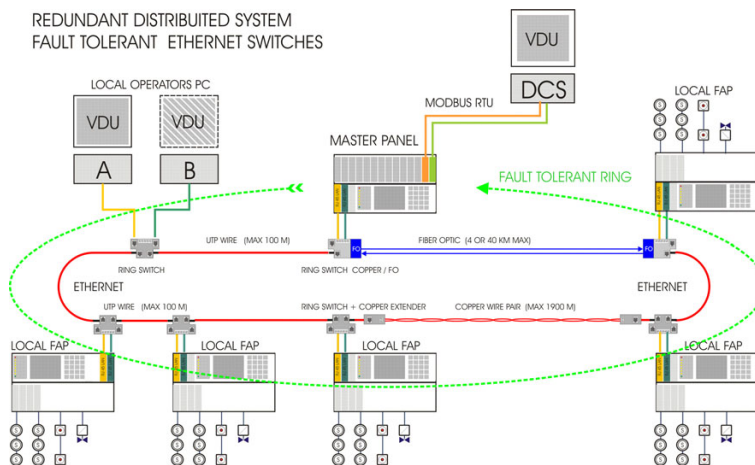 REDUNDANT DISTRIBUITED SYSTEM
FAULT TOLERANT ETHERNET SWITCHES
VDU
DCS
LOCAL OPERATORS PC
VDU
VDU
A
B
MODBUS RTU
MASTER PANEL
LOCAL FAP
FAULT TOLERANT RING
UTP WIRE (MAX 100 M)
FO
FIBER OPTIC (4 OR 40 KM MAX)
FO
RING SWITCH
RING SWITCH COPPER / FO
ETHERNET
ETHERNET
UTP WIRE (MAX 100 M)
RING SWITCH + COPPER EXTENDER
COPPER WIRE PAIR (MAX 1900 M)
LOCAL FAP
LOCAL FAP
LOCAL FAP
LOCAL FAP